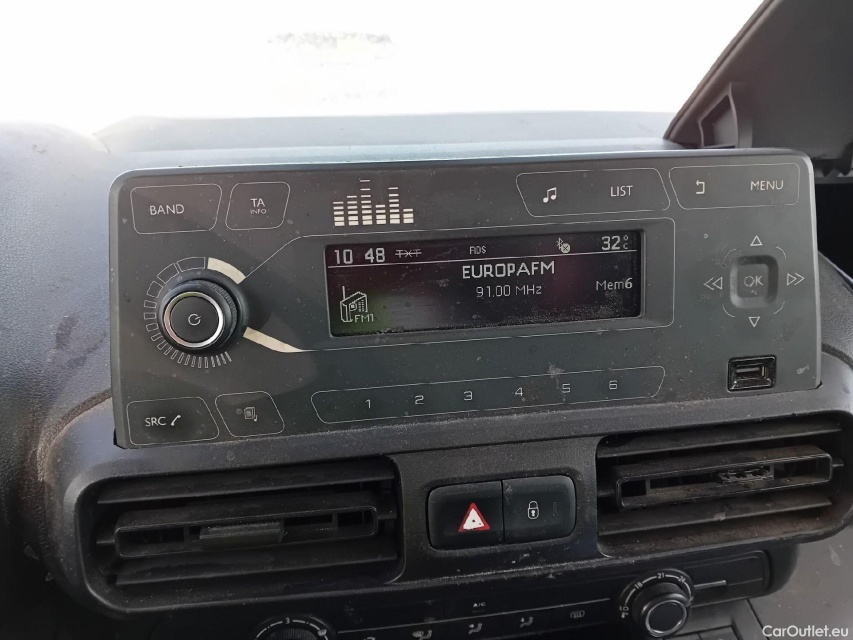 BAND
TA
INFO
LIST
MENU
10 48 TXT RDS 32°C
EUROPAFM
91.00 MHz
Mem6
FM1
OK
1 2 3 4 5 6
SRC
A/C
21
CarOutlet.eu